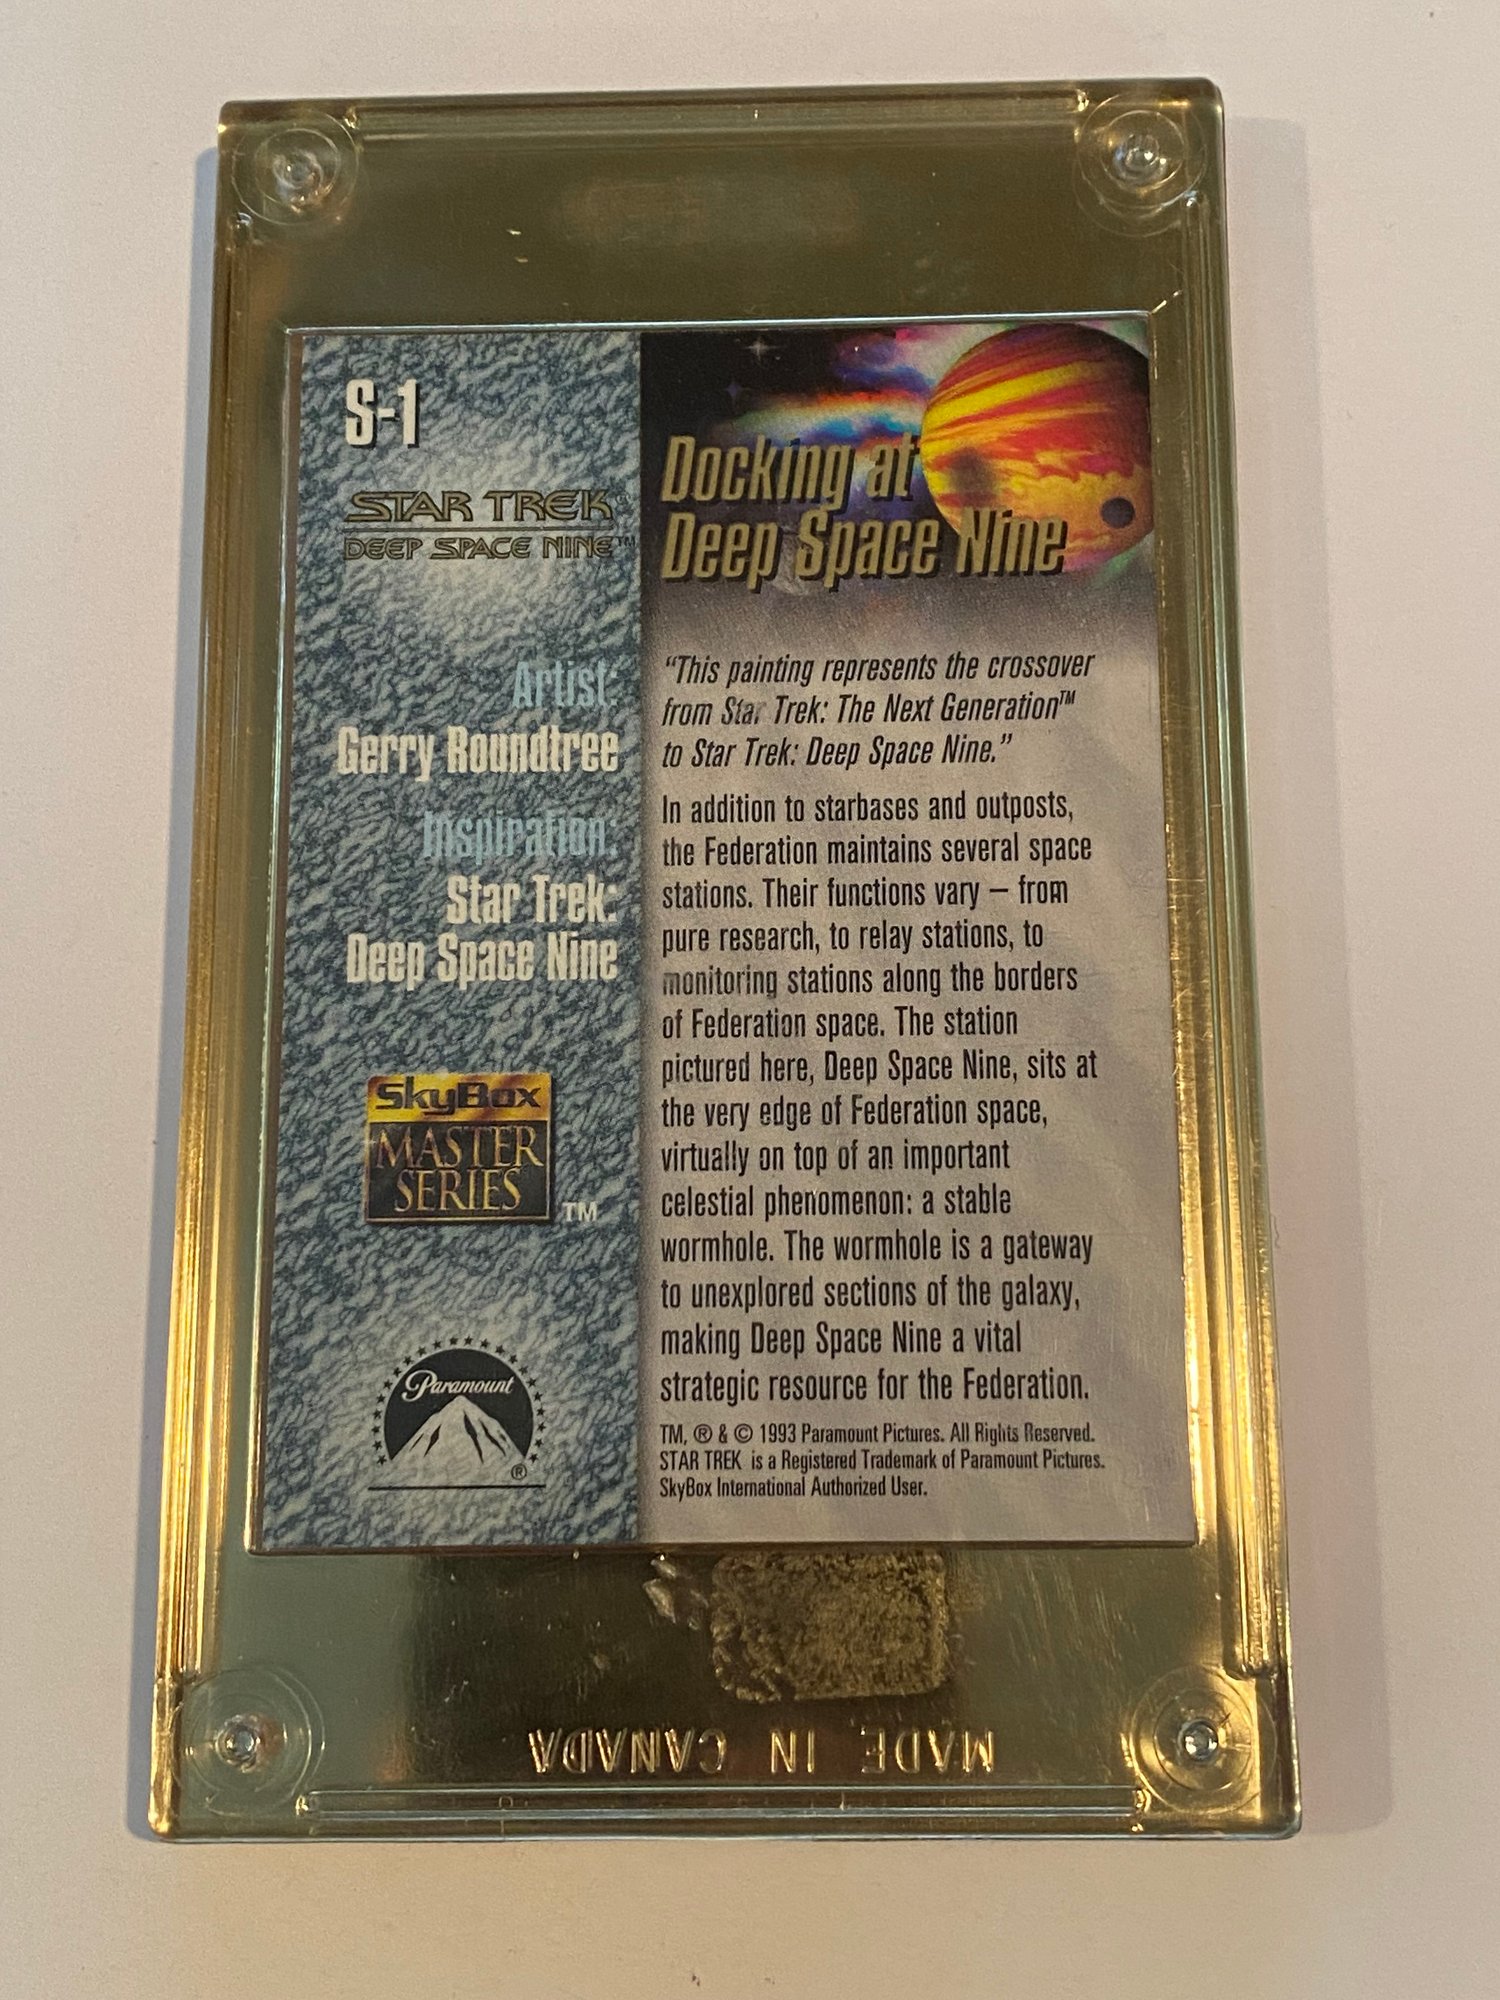 S-1
STAR TREK®
DEEP SPACE NINE™
Artist:
Gerry Roundtree
Inspiration:
Star Trek:
Deep Space Nine
SkyBox
MASTER
SERIES
TM
Paramount
®
Docking at
Deep Space Nine
"This painting represents the crossover
from Star Trek: The Next Generation™
to Star Trek: Deep Space Nine."
In addition to starbases and outposts,
the Federation maintains several space
stations. Their functions vary – from
pure research, to relay stations, to
monitoring stations along the borders
of Federation space. The station
pictured here, Deep Space Nine, sits at
the very edge of Federation space,
virtually on top of an important
celestial phenomenon: a stable
wormhole. The wormhole is a gateway
to unexplored sections of the galaxy,
making Deep Space Nine a vital
strategic resource for the Federation.
TM, ® & © 1993 Paramount Pictures. All Rights Reserved.
STAR TREK is a Registered Trademark of Paramount Pictures.
SkyBox International Authorized User.
MADE IN CANADA